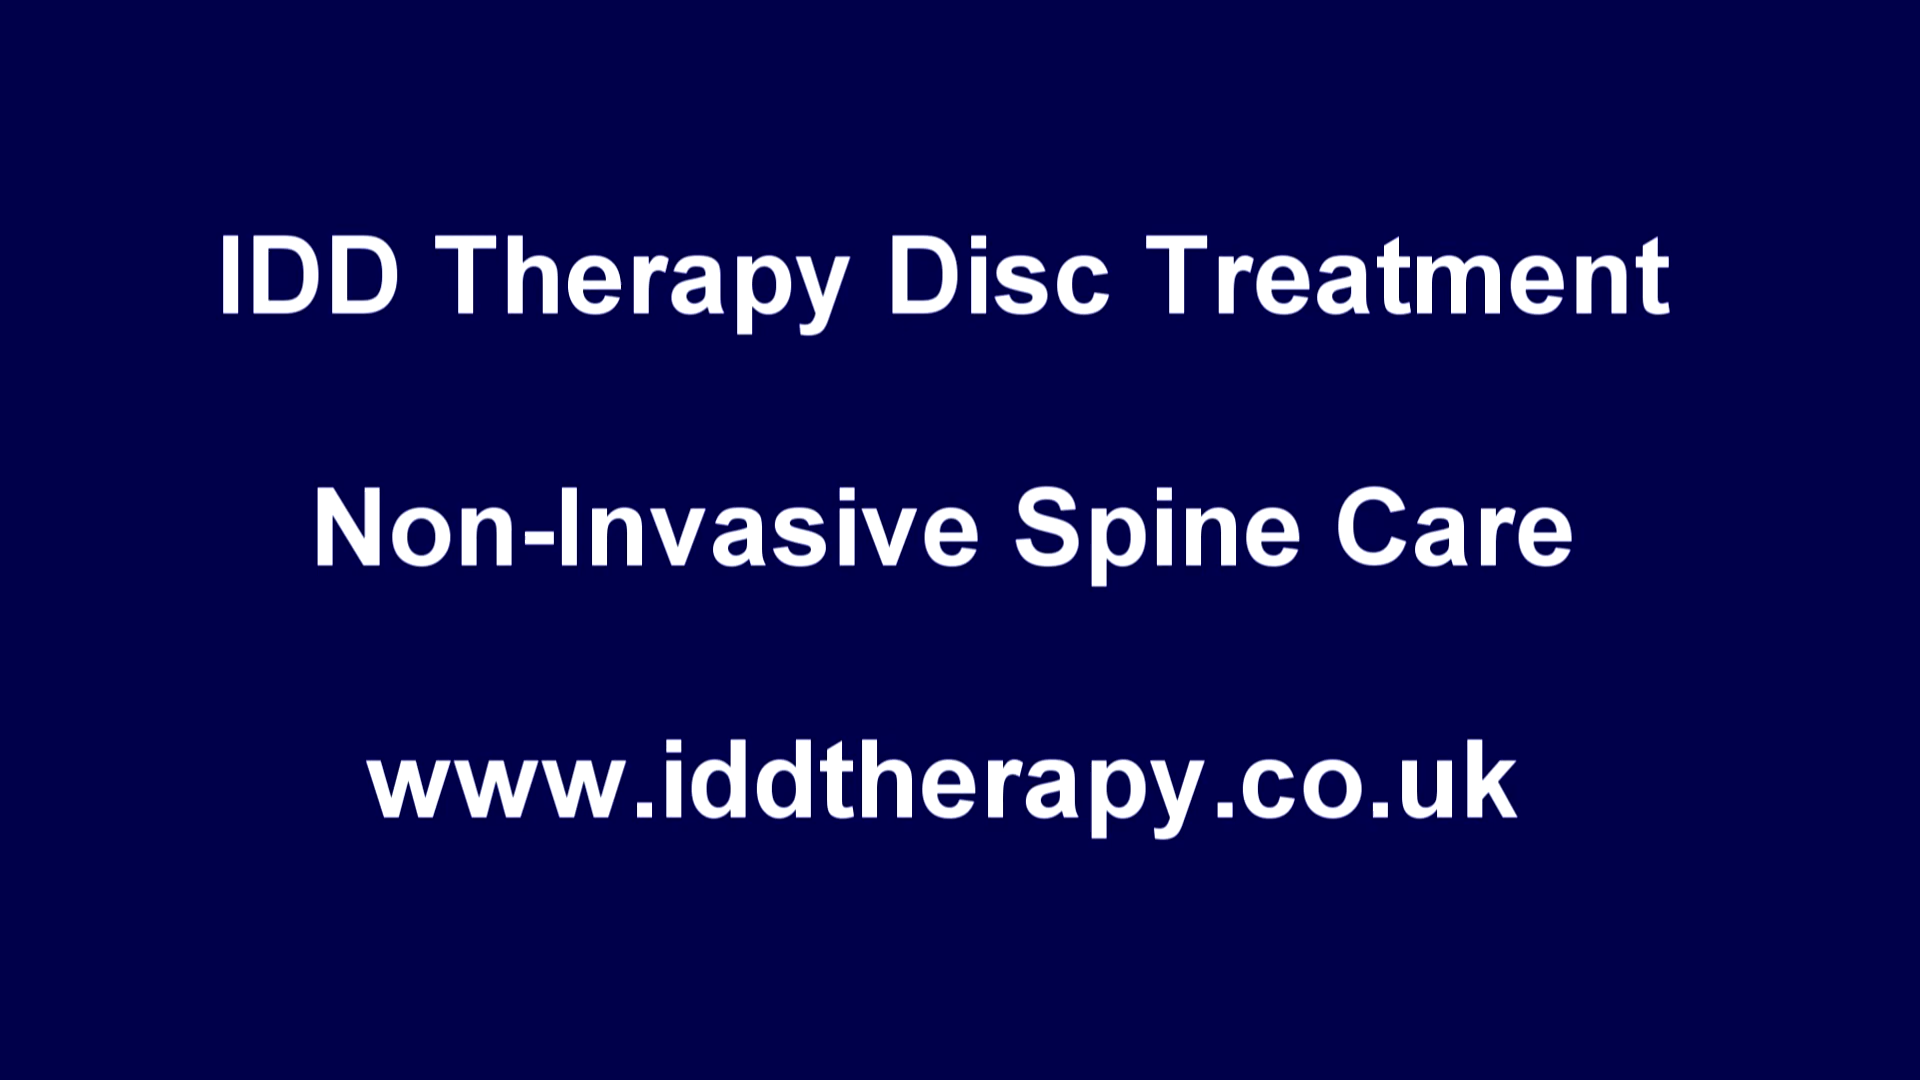 IDD Therapy Disc Treatment
Non-Invasive Spine Care
www.iddtherapy.co.uk